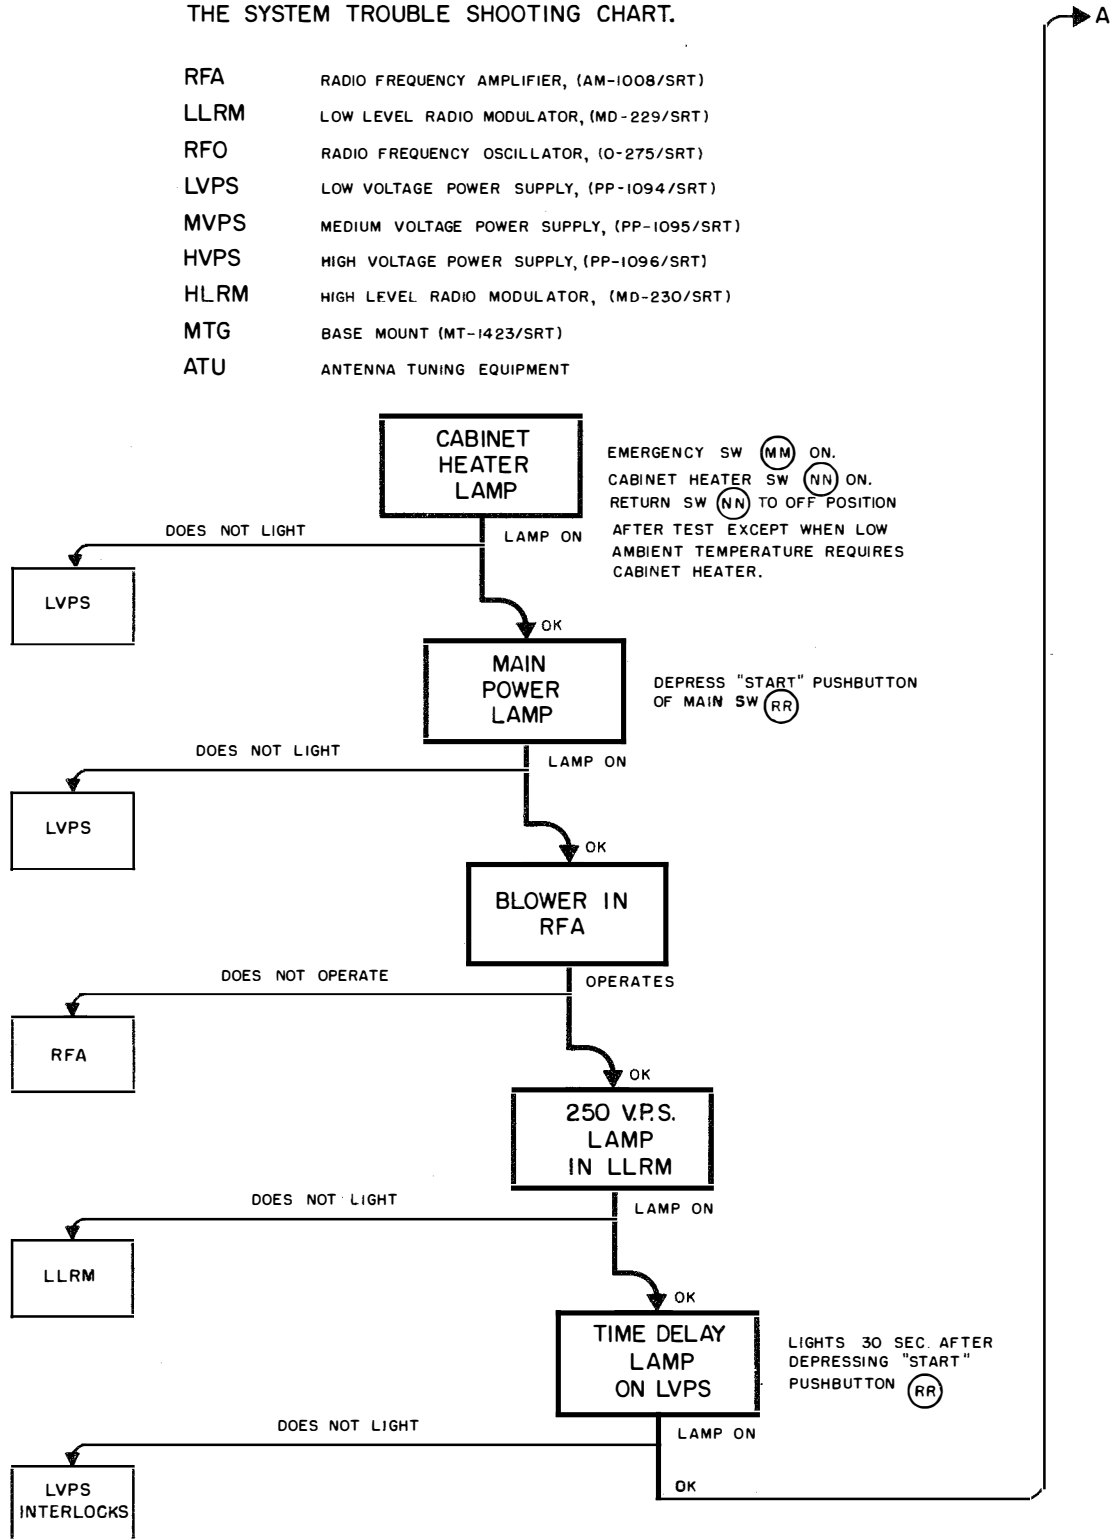 THE SYSTEM TROUBLE SHOOTING CHART.
A
RFA RADIO FREQUENCY AMPLIFIER, (AM-1008/SRT)
LLRM LOW LEVEL RADIO MODULATOR, (MD-229/SRT)
RFO RADIO FREQUENCY OSCILLATOR, (O-275/SRT)
LVPS LOW VOLTAGE POWER SUPPLY, (PP-1094/SRT)
MVPS MEDIUM VOLTAGE POWER SUPPLY, (PP-1095/SRT)
HVPS HIGH VOLTAGE POWER SUPPLY, (PP-1096/SRT)
HLRM HIGH LEVEL RADIO MODULATOR, (MD-230/SRT)
MTG BASE MOUNT (MT-1423/SRT)
ATU ANTENNA TUNING EQUIPMENT
CABINET
HEATER
LAMP
EMERGENCY SW MM ON.
CABINET HEATER SW NN ON.
RETURN SW NN TO OFF POSITION
AFTER TEST EXCEPT WHEN LOW
AMBIENT TEMPERATURE REQUIRES
CABINET HEATER.
DOES NOT LIGHT
LAMP ON
LVPS
OK
MAIN
POWER
LAMP
DEPRESS "START" PUSHBUTTON
OF MAIN SW RR
DOES NOT LIGHT
LAMP ON
LVPS
OK
BLOWER IN
RFA
DOES NOT OPERATE
OPERATES
RFA
OK
250 V.P.S.
LAMP
IN LLRM
DOES NOT LIGHT
LAMP ON
LLRM
OK
TIME DELAY
LAMP
ON LVPS
LIGHTS 30 SEC. AFTER
DEPRESSING "START"
PUSHBUTTON RR
DOES NOT LIGHT
LAMP ON
LVPS
INTERLOCKS
OK